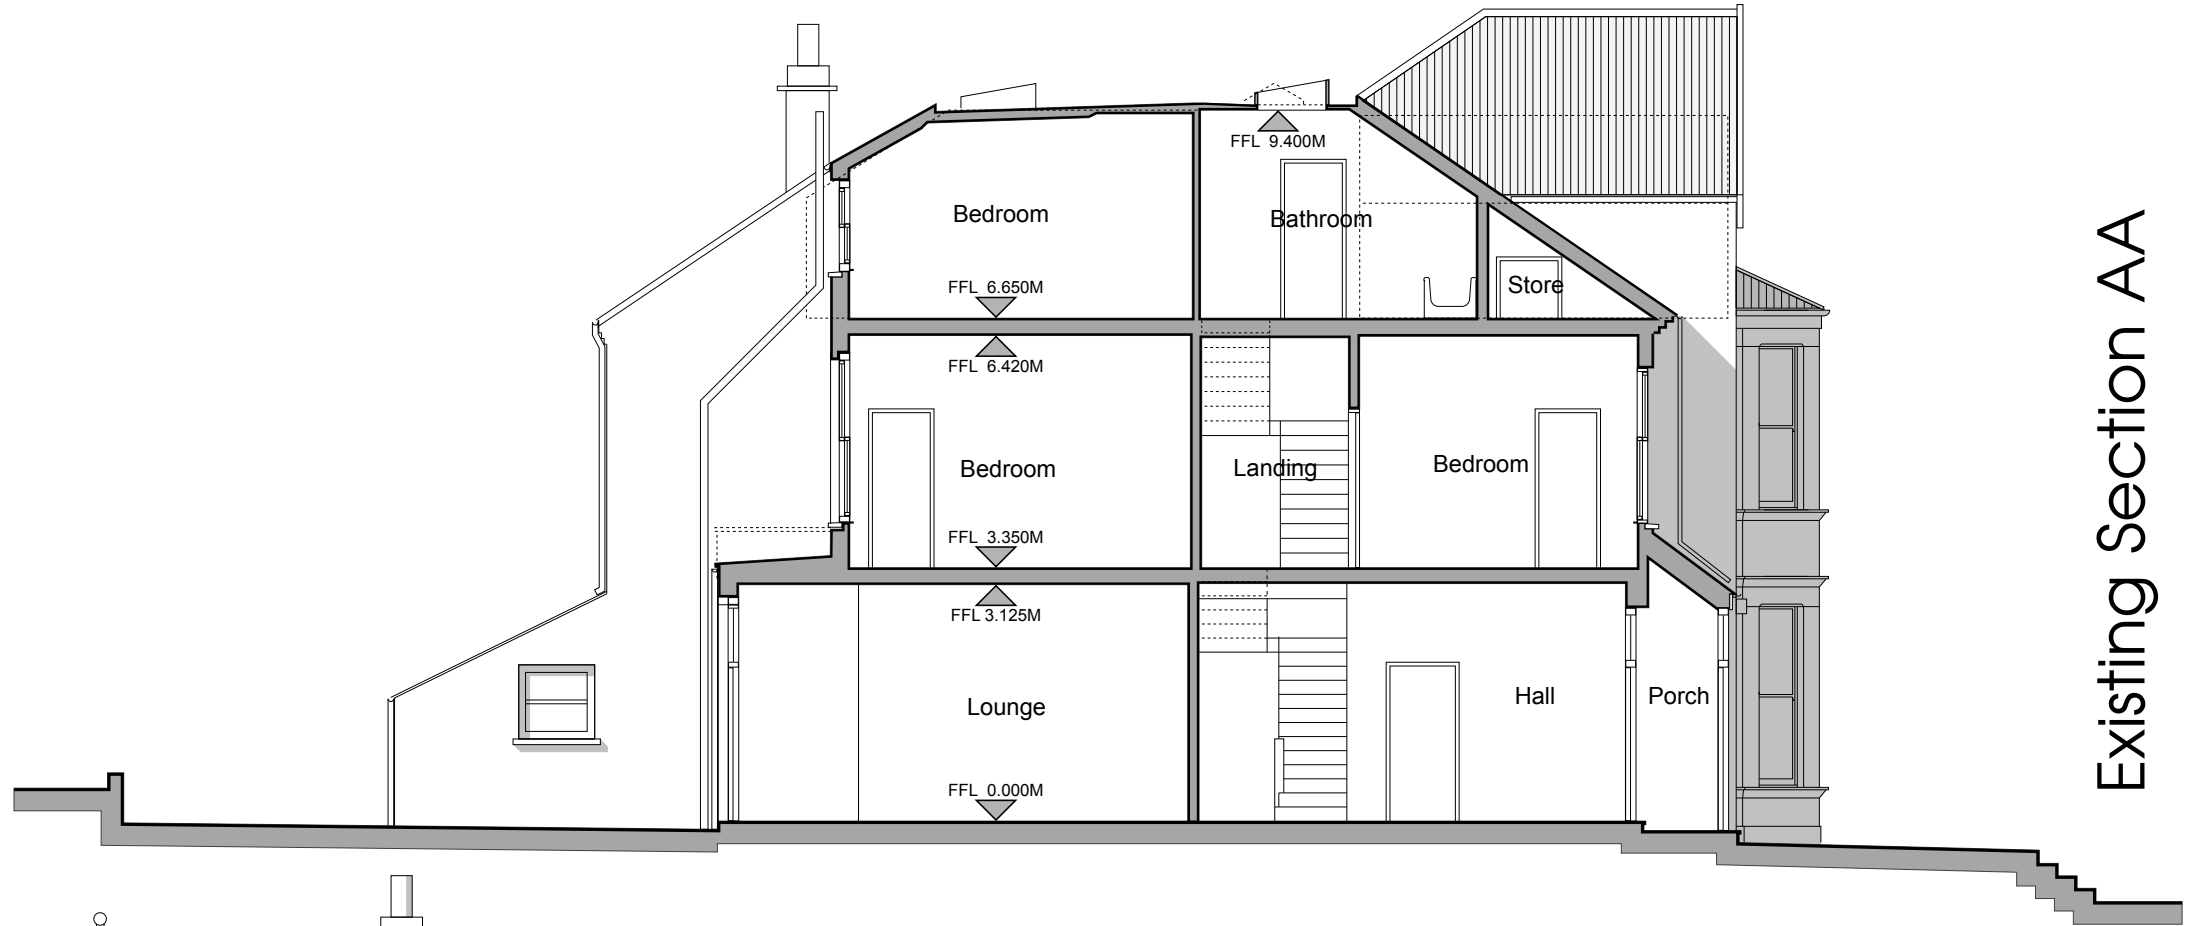 FFL 9.400M
Bedroom
Bathroom
FFL 6.650M
Store
FFL 6.420M
Bedroom
Landing
Bedroom
FFL 3.350M
FFL 3.125M
Lounge
Hall
Porch
FFL 0.000M
Existing Section AA